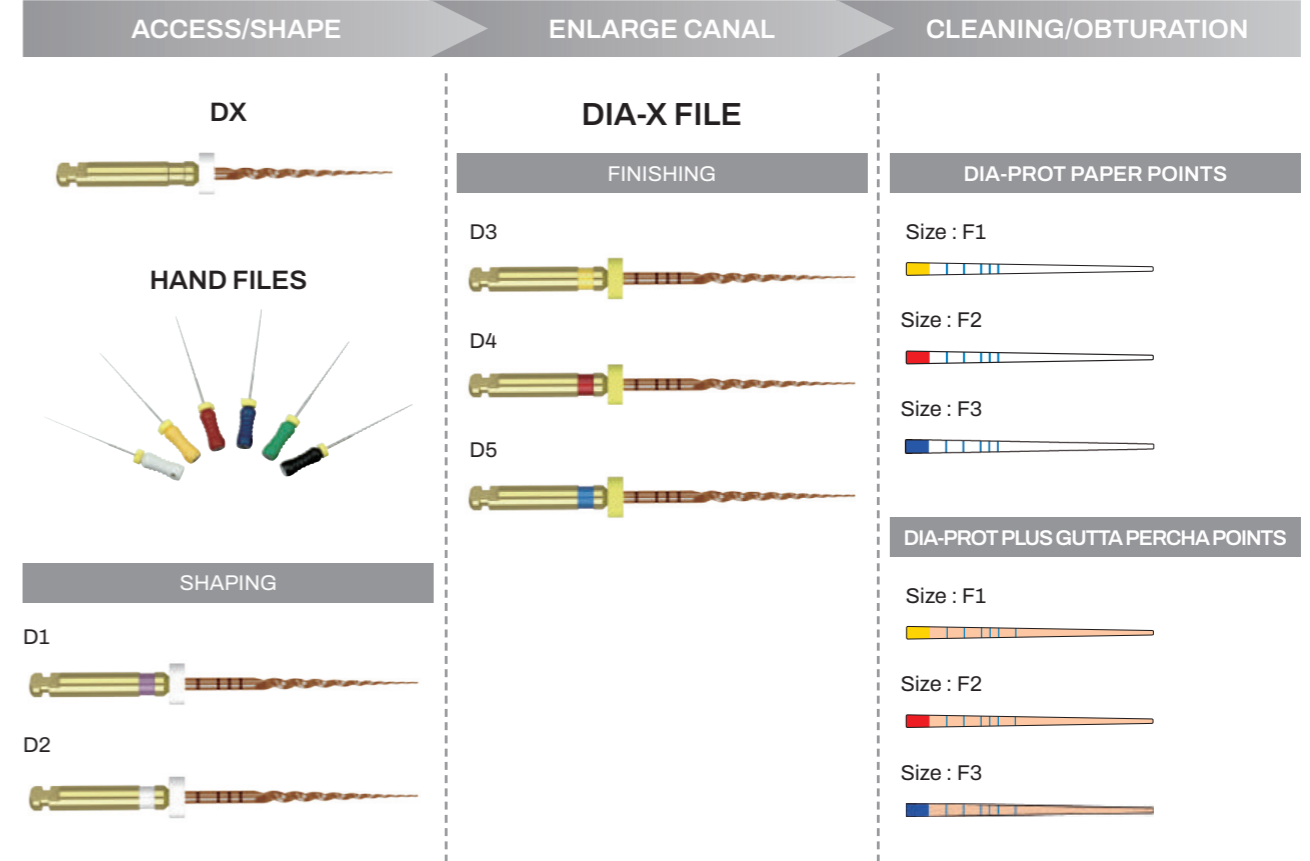 ACCESS/SHAPE
ENLARGE CANAL
CLEANING/OBTURATION
DX
HAND FILES
SHAPING
D1
D2
DIA-X FILE
FINISHING
D3
D4
D5
DIA-PROT PAPER POINTS
Size : F1
Size : F2
Size : F3
DIA-PROT PLUS GUTTA PERCHA POINTS
Size : F1
Size : F2
Size : F3